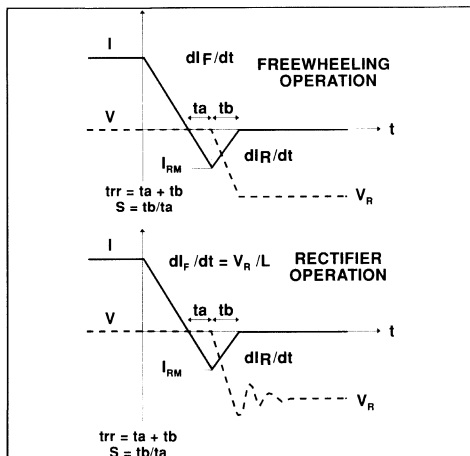 I
dIF/dt
FREEWHEELING
OPERATION
V
ta tb
t
IRM
dIR/dt
VR
trr = ta + tb
S = tb/ta
I
dIF/dt = VR/L
RECTIFIER
OPERATION
V
ta tb
t
IRM
dIR/dt
VR
trr = ta + tb
S = tb/ta